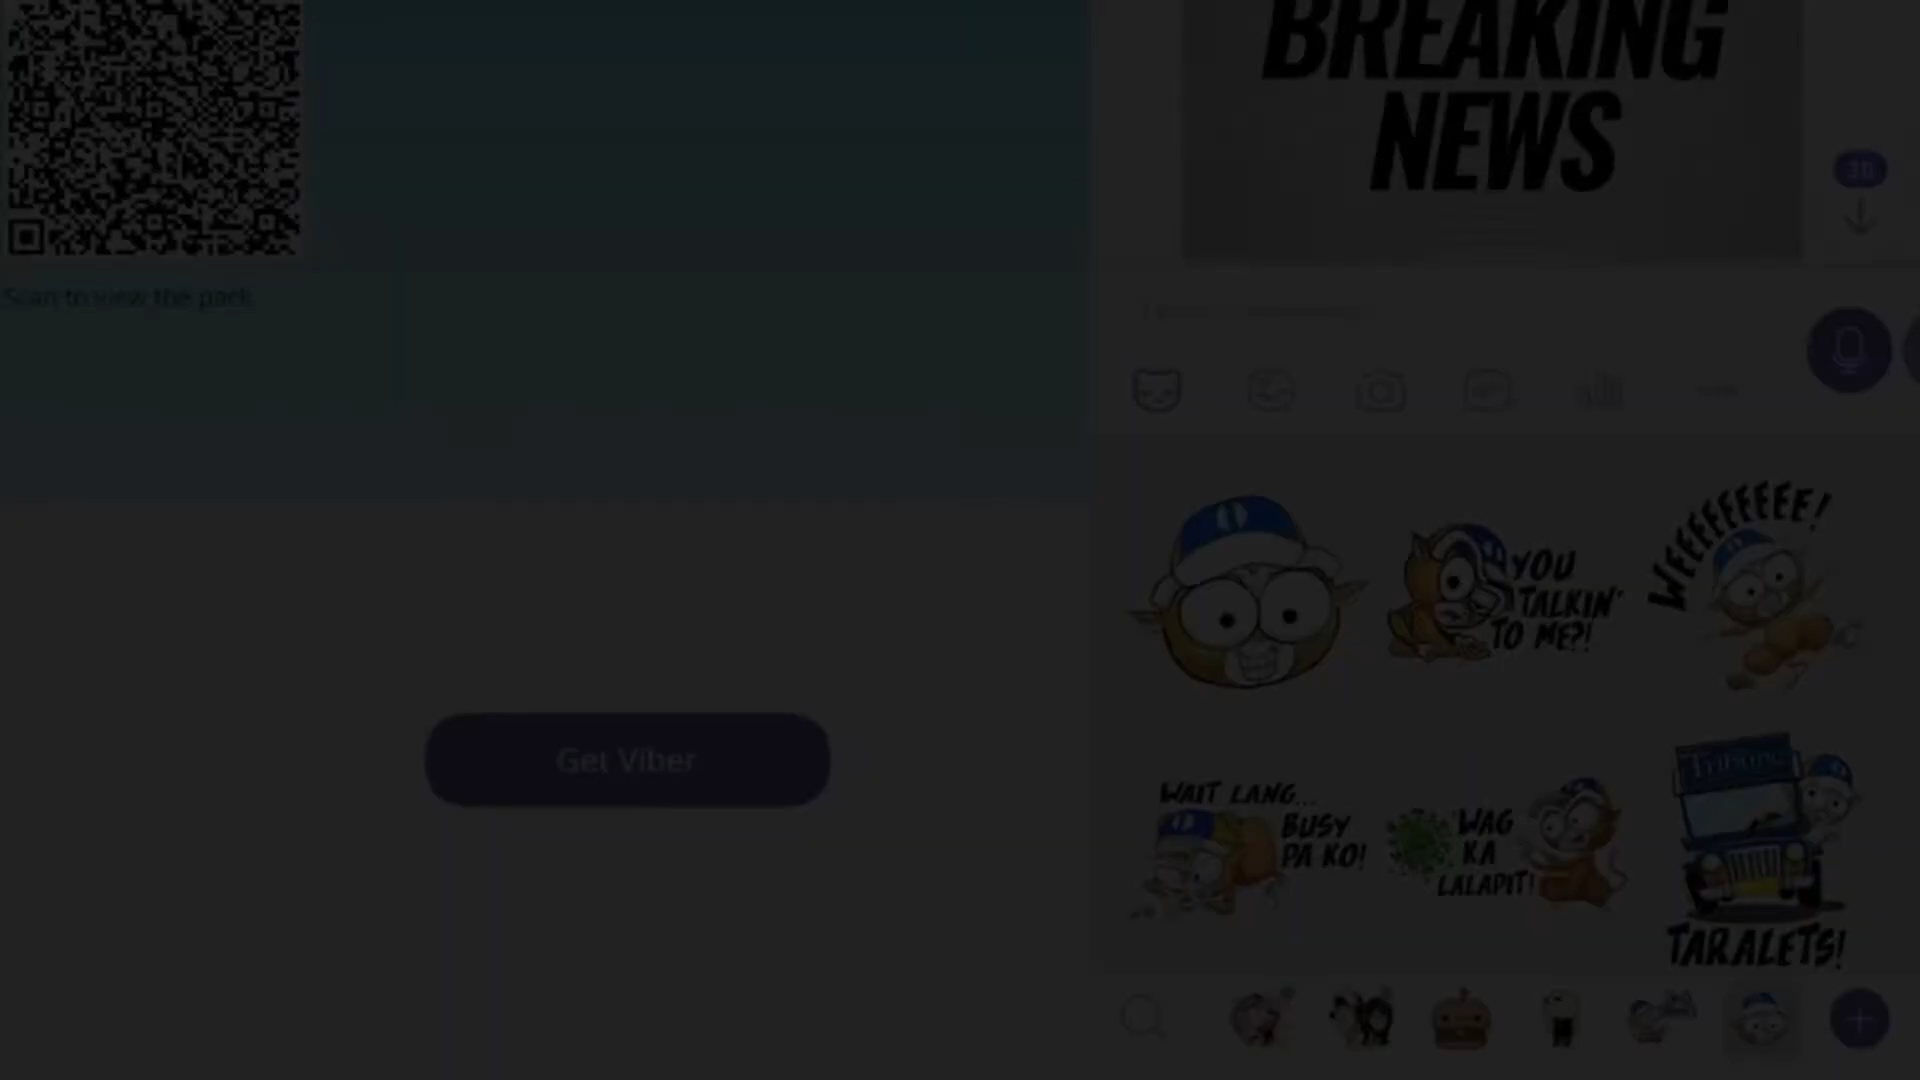 Scan to view the pack
Get Viber
BREAKING
NEWS
WEEEEEEEE!
YOU
TALKIN'
TO ME?!
WAIT LANG...
BUSY
PA KO!
WAG
KA
LALAPIT!
Tribune
TARALETS!